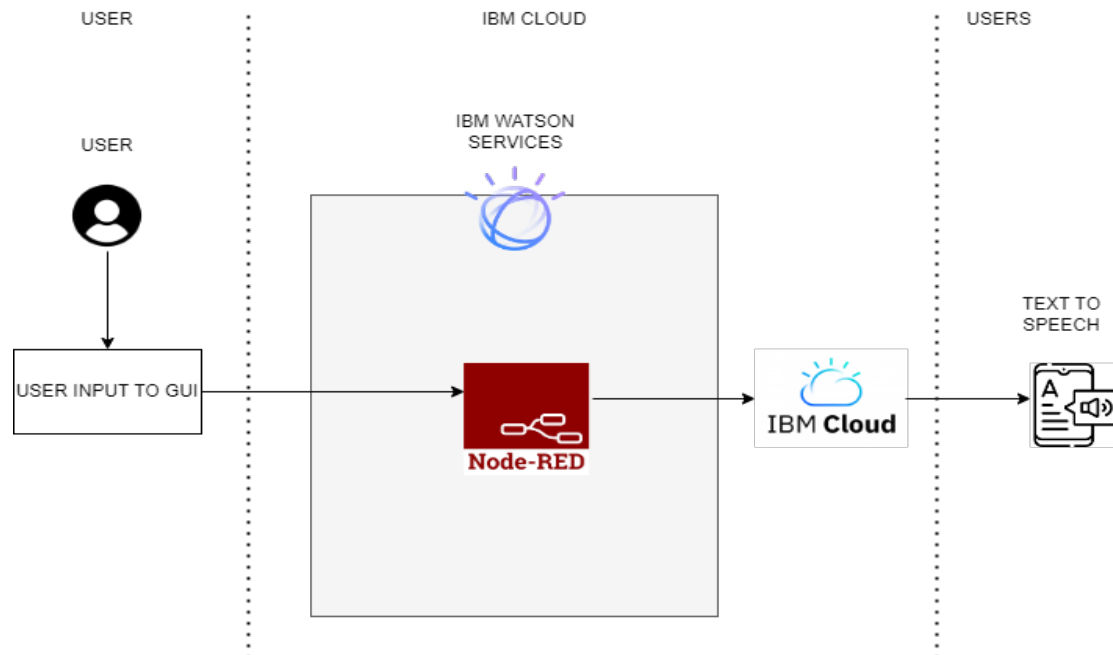 USER
IBM CLOUD
USERS
IBM WATSON
SERVICES
USER
TEXT TO
SPEECH
USER INPUT TO GUI
A
IBM Cloud
Node-RED